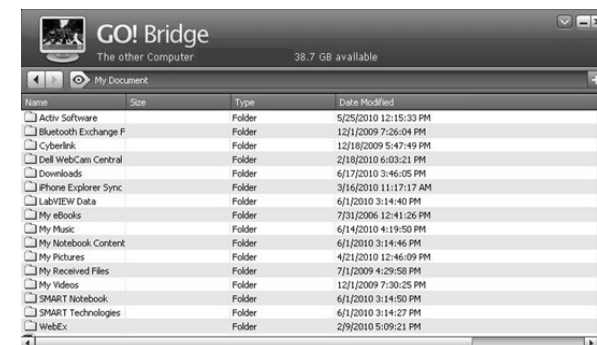 GO! Bridge
The other Computer 38.7 GB available
My Document
Name Size Type Date Modified
Activ Software Folder 5/25/2010 12:15:33 PM
Bluetooth Exchange F Folder 12/1/2009 7:26:04 PM
Cyberlink Folder 12/18/2009 5:47:49 PM
Dell WebCam Central Folder 2/18/2010 6:03:21 PM
Downloads Folder 6/17/2010 3:46:05 PM
iPhone Explorer Sync Folder 3/16/2010 11:17:17 AM
LabVIEW Data Folder 6/1/2010 3:14:40 PM
My eBooks Folder 7/31/2006 12:41:26 PM
My Music Folder 6/14/2010 4:19:50 PM
My Notebook Content Folder 6/1/2010 3:14:46 PM
My Pictures Folder 4/21/2010 12:46:09 PM
My Received Files Folder 7/1/2009 4:29:58 PM
My Videos Folder 12/1/2009 7:30:25 PM
SMART Notebook Folder 6/1/2010 3:14:50 PM
SMART Technologies Folder 6/1/2010 3:14:27 PM
WebEx Folder 2/9/2010 5:09:21 PM